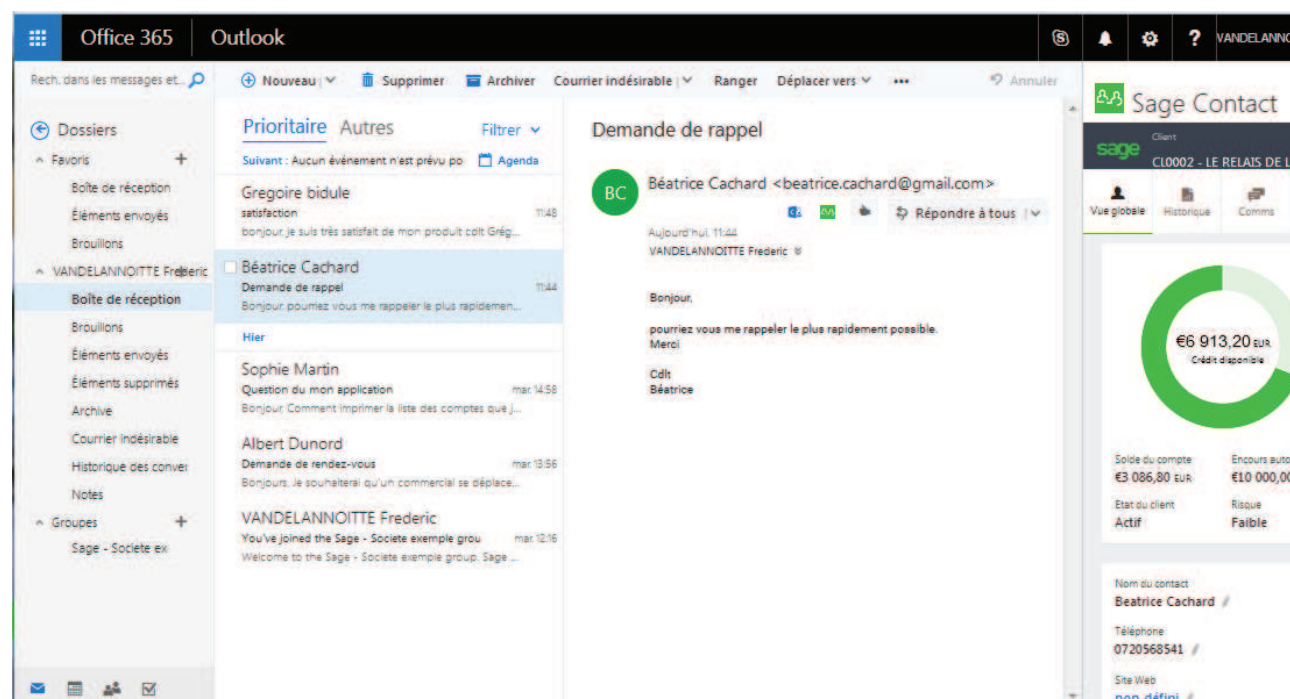 Office 365
Outlook
VANDELANNO
Rech. dans les messages et...
Nouveau
Supprimer
Archiver
Courrier indésirable
Ranger
Déplacer vers
...
Annuler
Dossiers
Favoris
Boîte de réception
Éléments envoyés
Brouillons
VANDELANNOITTE Frederic
Boîte de réception
Brouillons
Éléments envoyés
Éléments supprimés
Archive
Courrier indésirable
Historique des conver
Notes
Groupes
Sage - Societe ex
Prioritaire Autres
Filtrer
Suivant : Aucun événement n'est prévu po
Agenda
Gregoire bidule
satisfaction 11:48
bonjour, je suis très satisfait de mon produit cdlt Grég...
Béatrice Cachard
Demande de rappel 11:44
Bonjour, pourriez vous me rappeler le plus rapidemen...
Hier
Sophie Martin
Question du mon application mar. 14:58
Bonjour, Comment imprimer la liste des comptes que j...
Albert Dunord
Demande de rendez-vous mar. 13:56
Bonjours, Je souhaiterai qu'un commercial se déplace...
VANDELANNOITTE Frederic
You've joined the Sage - Societe exemple grou mar. 12:16
Welcome to the Sage - Societe exemple group. Sage ...
Demande de rappel
BC
Béatrice Cachard <beatrice.cachard@gmail.com>
Répondre à tous
Aujourd'hui, 11:44
VANDELANNOITTE Frederic
Bonjour,
pourriez vous me rappeler le plus rapidement possible.
Merci
Cdlt
Béatrice
Sage Contact
sage
Client
CL0002 - LE RELAIS DE L
Vue globale
Historique
Comms
€6 913,20 EUR
Crédit disponible
Solde du compte
€3 086,80 EUR
Encours auto
€10 000,00
Etat du client
Actif
Risque
Faible
Nom du contact
Beatrice Cachard
Téléphone
0720568541
Site Web
non défini